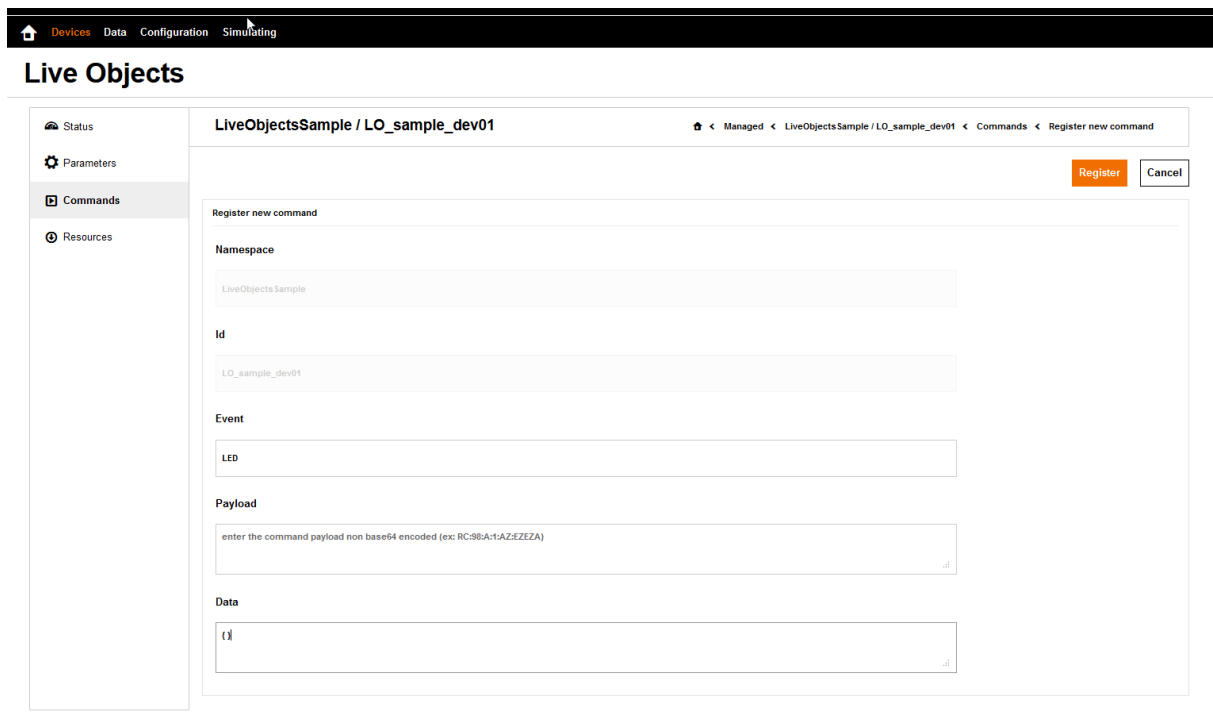 Devices Data Configuration Simulating
Live Objects
Status
Parameters
Commands
Resources
LiveObjectsSample / LO_sample_dev01
Managed < LiveObjectsSample / LO_sample_dev01 < Commands < Register new command
Register Cancel
Register new command
Namespace
LiveObjectsSample
Id
LO_sample_dev01
Event
LED
Payload
enter the command payload non base64 encoded (ex: RC:98:A:1:AZ:EZEZA)
Data
{ }